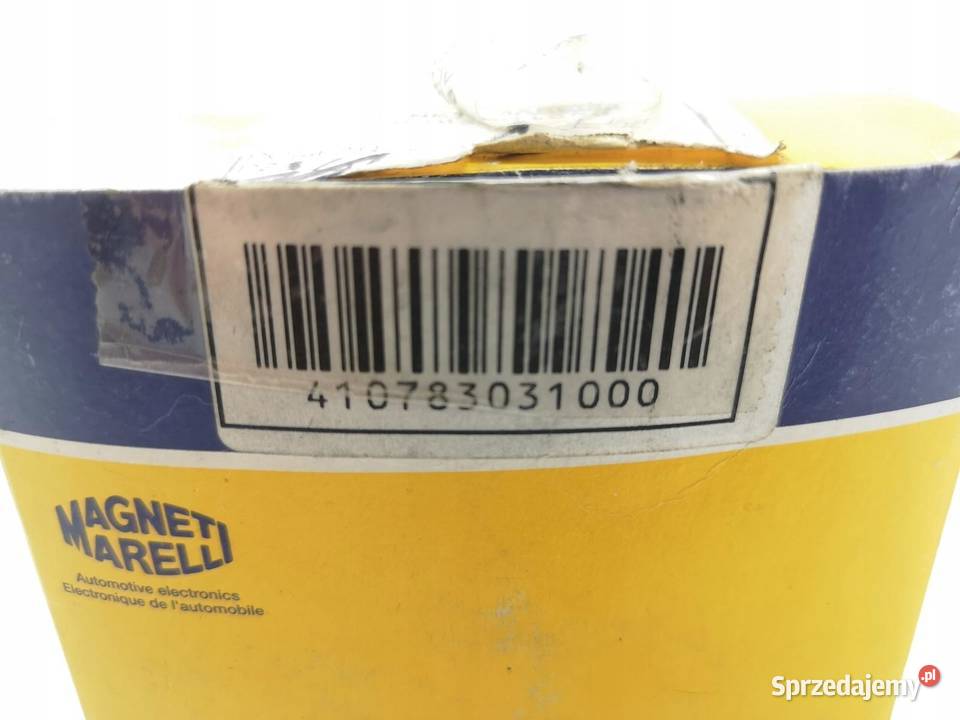 410783031000
MAGNETI
MARELLI
Automotive electronics
Electronique de l'automobile
Sprzedajemy.pl